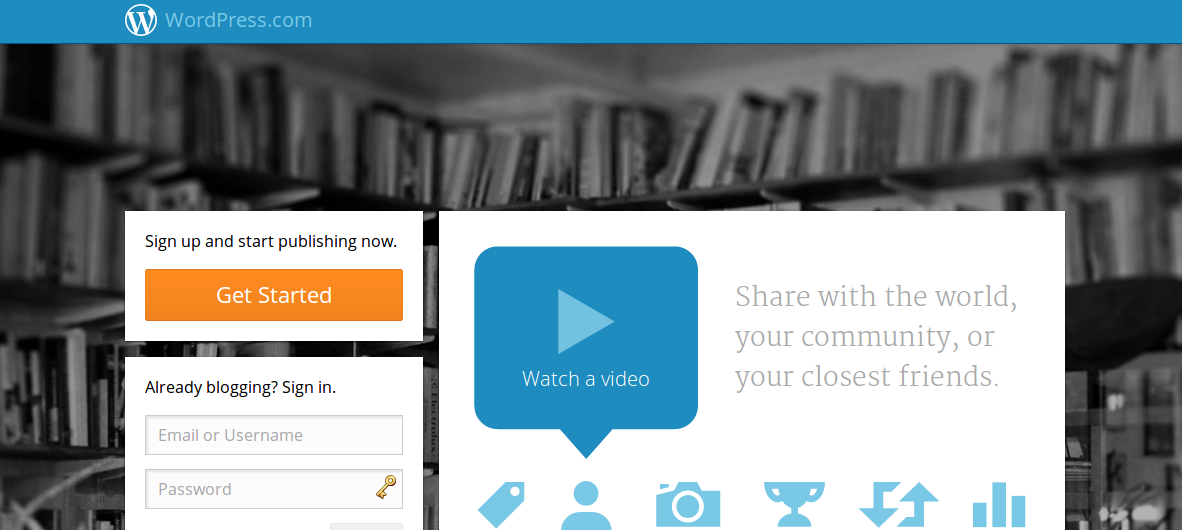 WordPress.com
Sign up and start publishing now.
Get Started
Already blogging? Sign in.
Email or Username
Password
Watch a video
Share with the world,
your community, or
your closest friends.